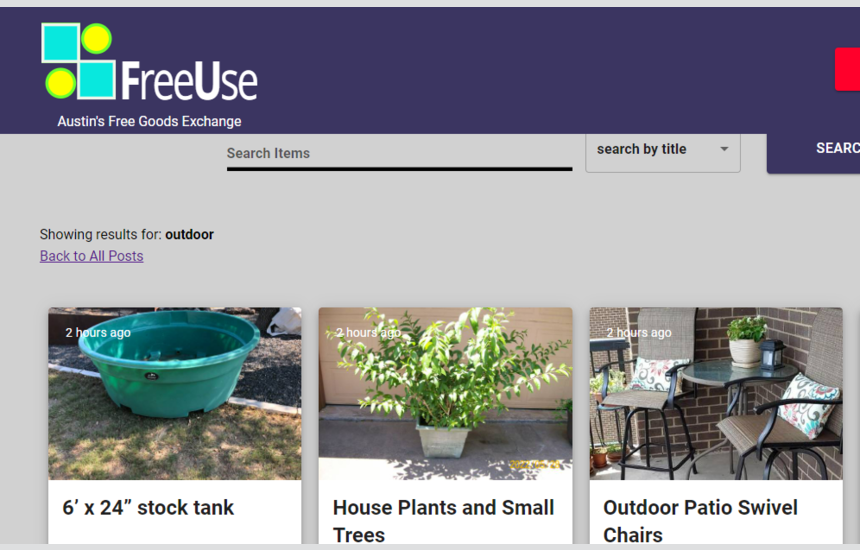 FreeUse
Austin's Free Goods Exchange
Search Items
search by title
SEARC
Showing results for: outdoor
Back to All Posts
2 hours ago
2 hours ago
2 hours ago
6’ x 24” stock tank
House Plants and Small
Trees
Outdoor Patio Swivel
Chairs